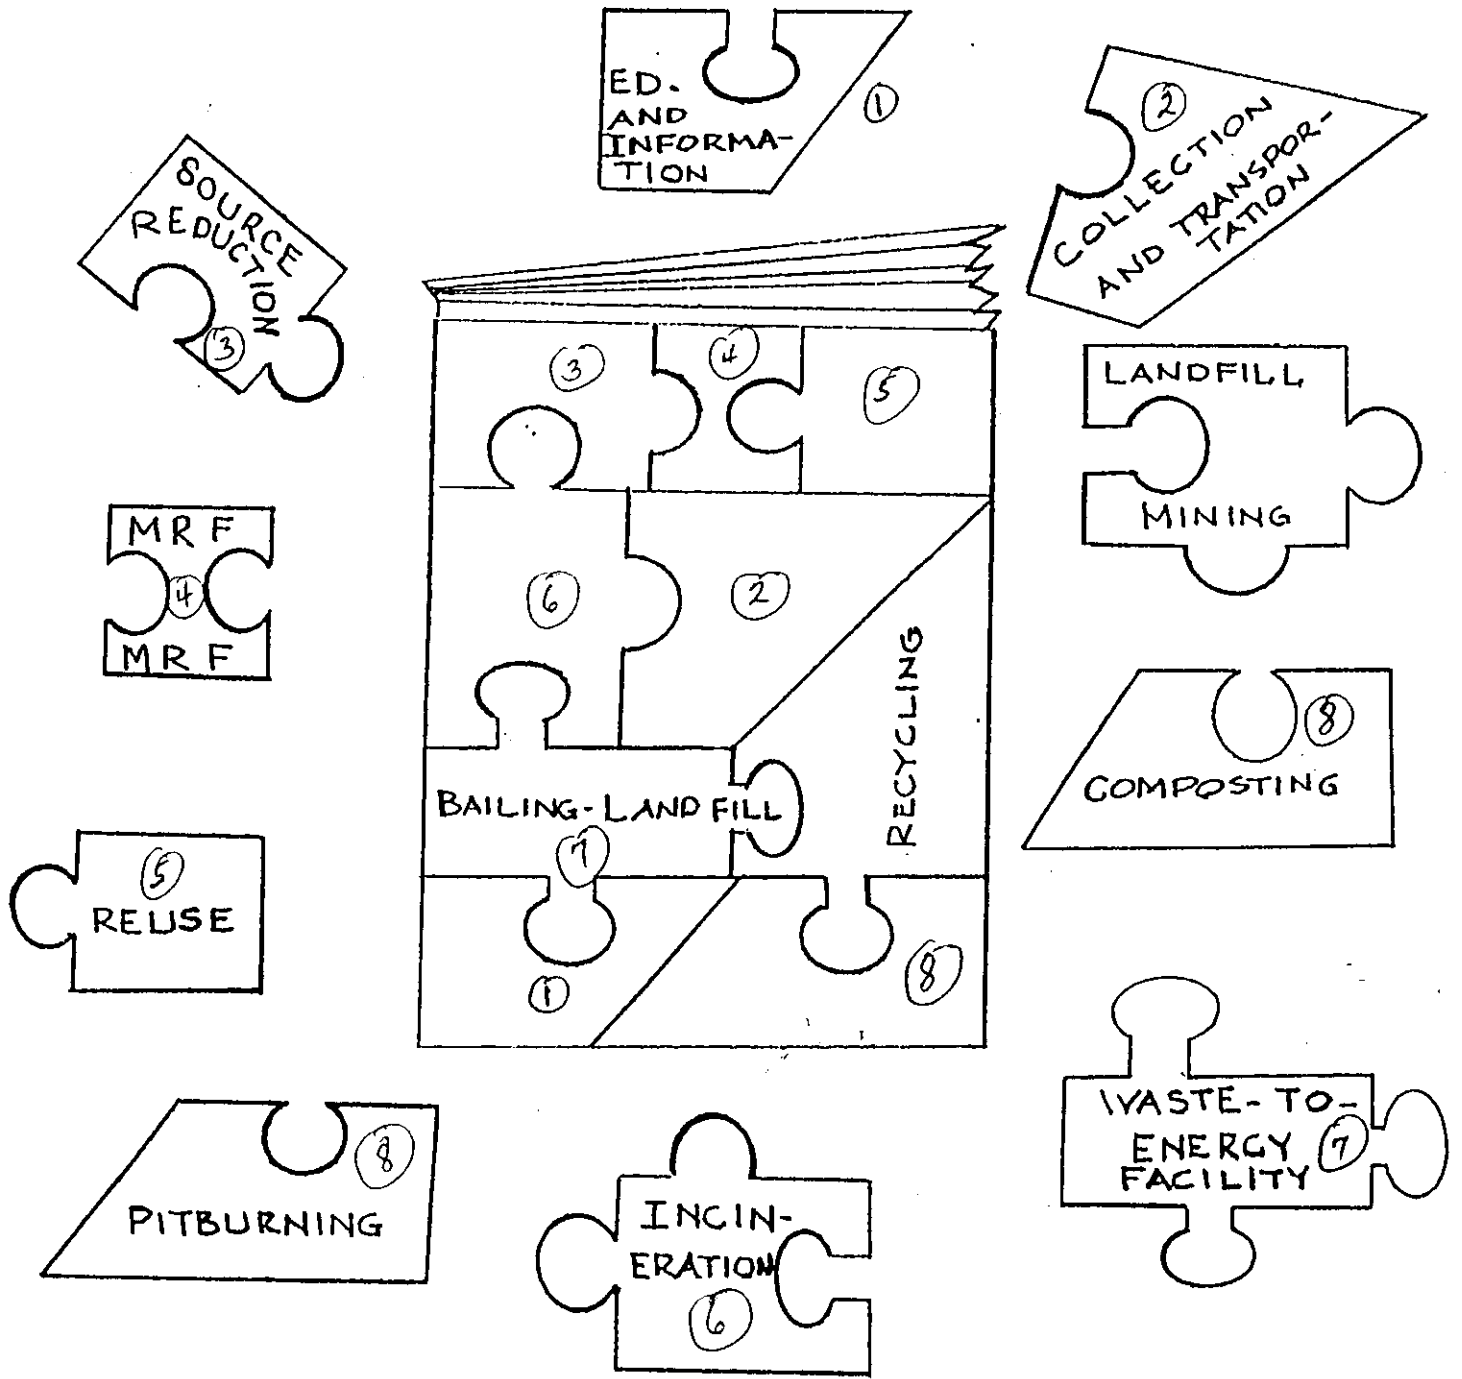 ED.
AND
INFORMA-
TION
1
2
COLLECTION
AND TRANSPOR-
TATION
SOURCE
REDUCTION
3
3
4
5
LANDFILL
MINING
MRF
4
MRF
6
2
RECYCLING
8
COMPOSTING
BAILING-LANDFILL
7
5
REUSE
1
8
WASTE-TO-
ENERGY
FACILITY
7
8
PITBURNING
INCIN-
ERATION
6